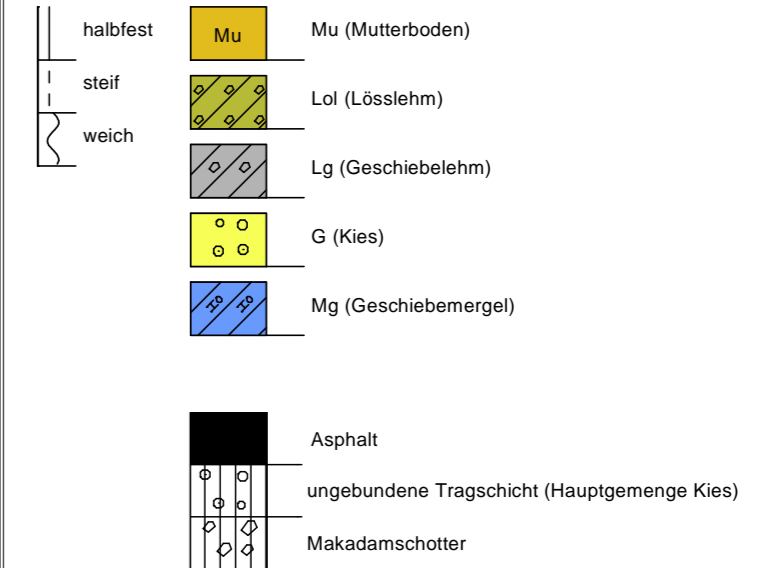 halbfest
steif
weich
Mu
Mu (Mutterboden)
Lol (Lösslehm)
Lg (Geschiebelehm)
G (Kies)
Mg (Geschiebemergel)
Asphalt
ungebundene Tragschicht (Hauptgemenge Kies)
Makadamschotter